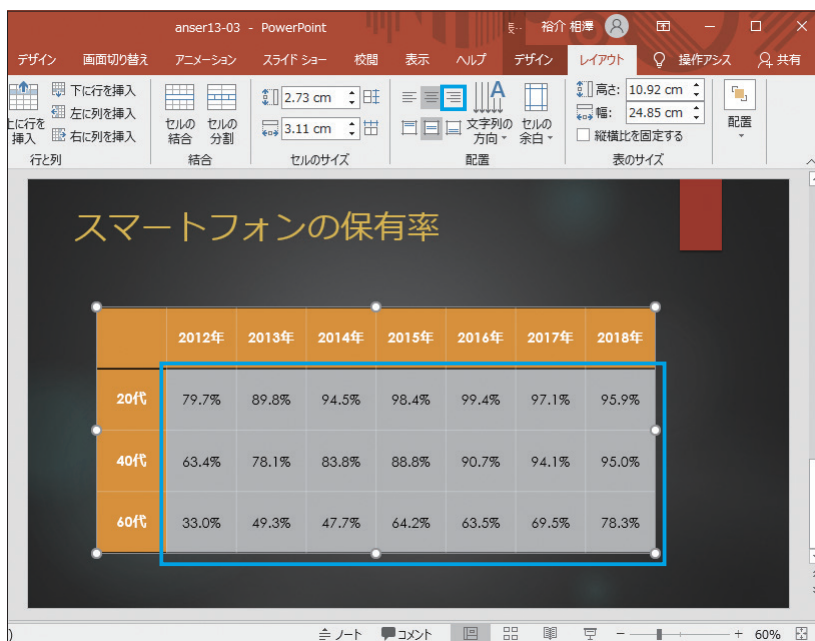 anser13-03 - PowerPoint
裕介 相澤
デザイン 画面切り替え アニメーション スライド ショー 校閲 表示 ヘルプ デザイン レイアウト 操作アシス 共有
上に行を挿入
下に行を挿入
左に列を挿入
右に列を挿入
行と列
セルの結合
セルの分割
結合
2.73 cm
3.11 cm
セルのサイズ
文字列の方向
セルの余白
配置
高さ: 10.92 cm
幅: 24.85 cm
縦横比を固定する
表のサイズ
配置
スマートフォンの保有率
2012年 2013年 2014年 2015年 2016年 2017年 2018年
20代 79.7% 89.8% 94.5% 98.4% 99.4% 97.1% 95.9%
40代 63.4% 78.1% 83.8% 88.8% 90.7% 94.1% 95.0%
60代 33.0% 49.3% 47.7% 64.2% 63.5% 69.5% 78.3%
ノート コメント 60%